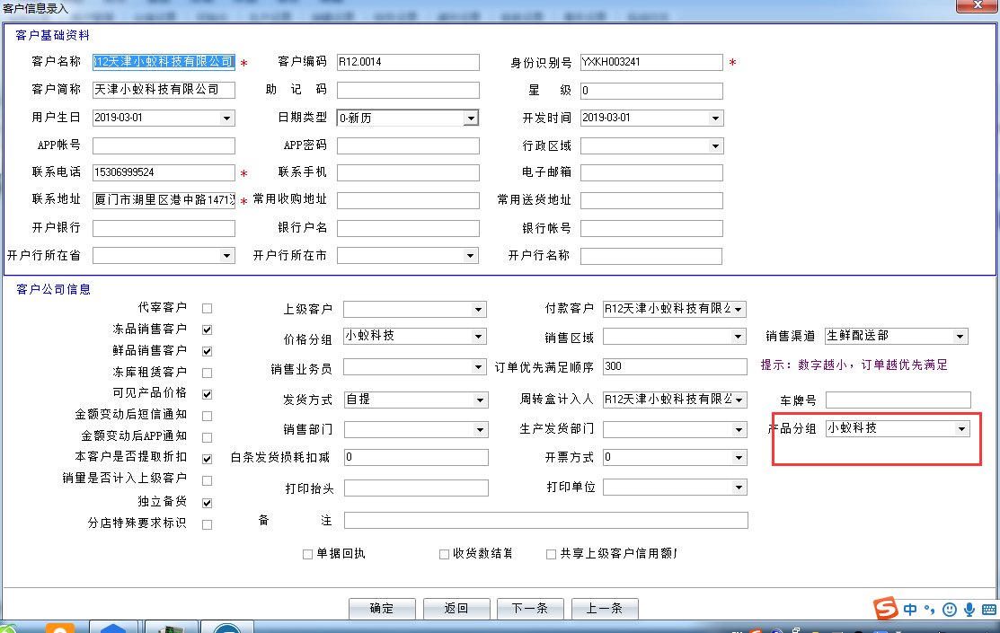 客户信息录入
客户基础资料
客户名称 R12天津小蚁科技有限公司 * 客户编码 R12.0014 身份识别号 YXKH003241 *
客户简称 天津小蚁科技有限公司 助 记 码 星 级 0
用户生日 2019-03-01 日期类型 0-新历 开发时间 2019-03-01
APP帐号 APP密码 行政区域
联系电话 15306999524 * 联系手机 电子邮箱
联系地址 厦门市湖里区港中路1471 * 常用收购地址 常用送货地址
开户银行 银行户名 银行帐号
开户行所在省 开户行所在市 开户行名称
客户公司信息
代宰客户 上级客户 付款客户 R12天津小蚁科技有限公
冻品销售客户 价格分组 小蚁科技 销售区域 销售渠道 生鲜配送部
鲜品销售客户 销售业务员 订单优先满足顺序 300 提示：数字越小，订单越优先满足
冻库租赁客户
可见产品价格 发货方式 自提 周转盒计入人 R12天津小蚁科技有限公 车牌号
金额变动后短信通知
金额变动后APP通知 销售部门 生产发货部门 产品分组 小蚁科技
本客户是否提取折扣 白条发货损耗扣减 0 开票方式 0
销量是否计入上级客户 打印抬头 打印单位
独立备货
分店特殊要求标识 备 注
单据回执 收货数结算 共享上级客户信用额度
确定 返回 下一条 上一条
中